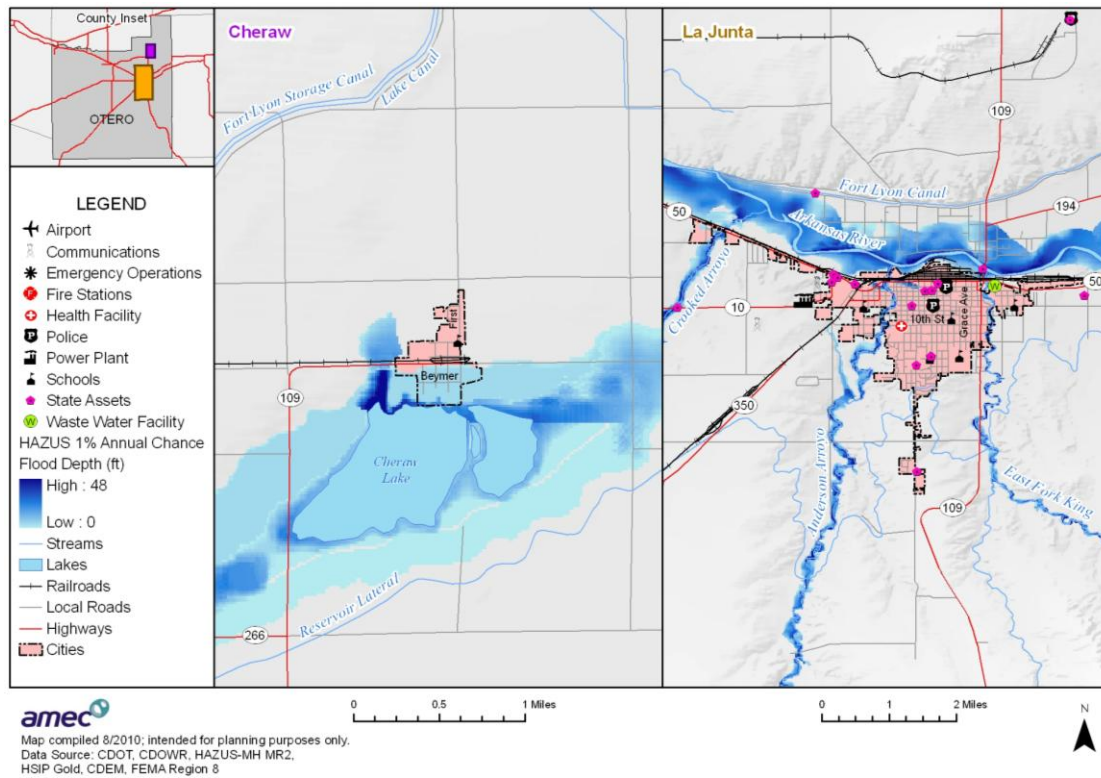 County Inset
OTERO
LEGEND
Airport
Communications
Emergency Operations
F Fire Stations
Health Facility
P Police
Power Plant
Schools
State Assets
W Waste Water Facility
HAZUS 1% Annual Chance
Flood Depth (ft)
High : 48
Low : 0
Streams
Lakes
Railroads
Local Roads
Highways
Cities
Cheraw
Fort Lyon Storage Canal
Lake Canal
First
Beymer
109
Cheraw
Lake
Reservoir Lateral
266
La Junta
109
Fort Lyon Canal
194
50
Arkansas River
Crooked Arroyo
50
10
P
W
10th St
Grace Ave
P
350
Anderson Arroyo
East Fork King
109
amec
Map compiled 8/2010; intended for planning purposes only.
Data Source: CDOT, CDOWR, HAZUS-MH MR2,
HSIP Gold, CDEM, FEMA Region 8
0 0.5 1 Miles
0 1 2 Miles
N